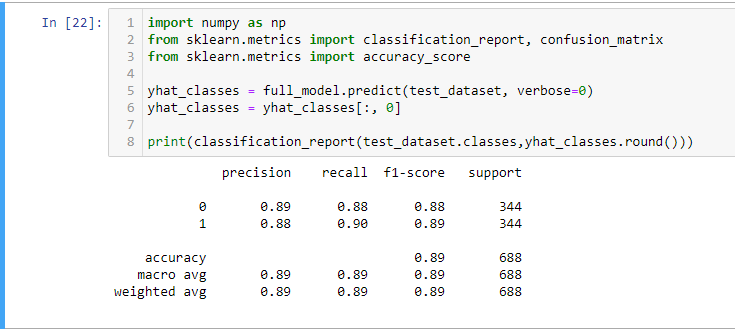 In [22]:
1 import numpy as np
2 from sklearn.metrics import classification_report, confusion_matrix
3 from sklearn.metrics import accuracy_score
4
5 yhat_classes = full_model.predict(test_dataset, verbose=0)
6 yhat_classes = yhat_classes[:, 0]
7
8 print(classification_report(test_dataset.classes,yhat_classes.round()))
precision recall f1-score support
0 0.89 0.88 0.88 344
1 0.88 0.90 0.89 344
accuracy 0.89 688
macro avg 0.89 0.89 0.89 688
weighted avg 0.89 0.89 0.89 688